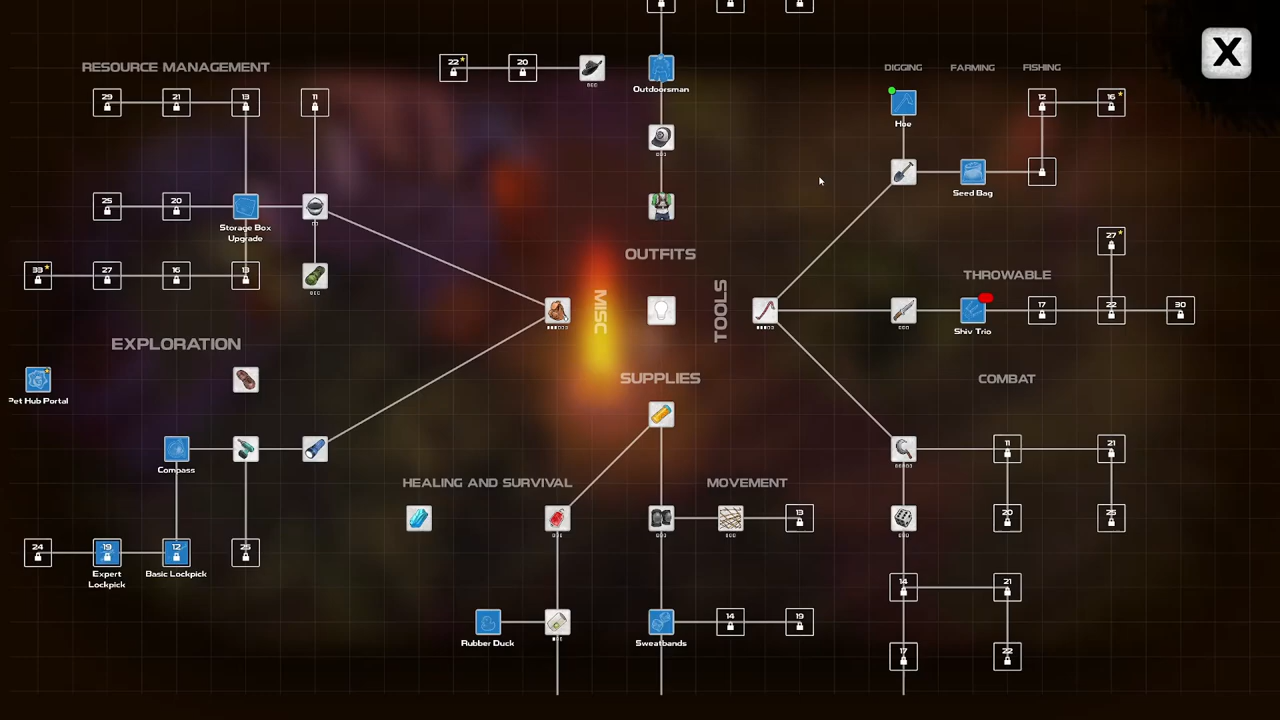 X
RESOURCE MANAGEMENT
22
20
DIGGING
FARMING
FISHING
Outdoorsman
29
21
13
11
12
16
Hoe
Seed Bag
25
20
Storage Box
Upgrade
OUTFITS
27
33
27
16
13
THROWABLE
MISC
TOOLS
17
22
30
Shiv Trio
EXPLORATION
SUPPLIES
COMBAT
Pet Hub Portal
11
21
Compass
HEALING AND SURVIVAL
MOVEMENT
13
20
25
24
19
12
25
Expert
Lockpick
Basic Lockpick
14
21
14
19
Rubber Duck
Sweatbands
17
22